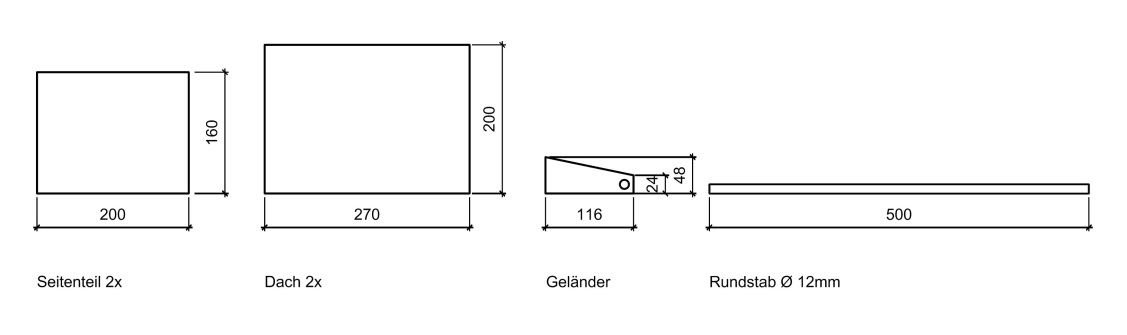 160
200
Seitenteil 2x
200
270
Dach 2x
24
48
116
Geländer
500
Rundstab Ø 12mm